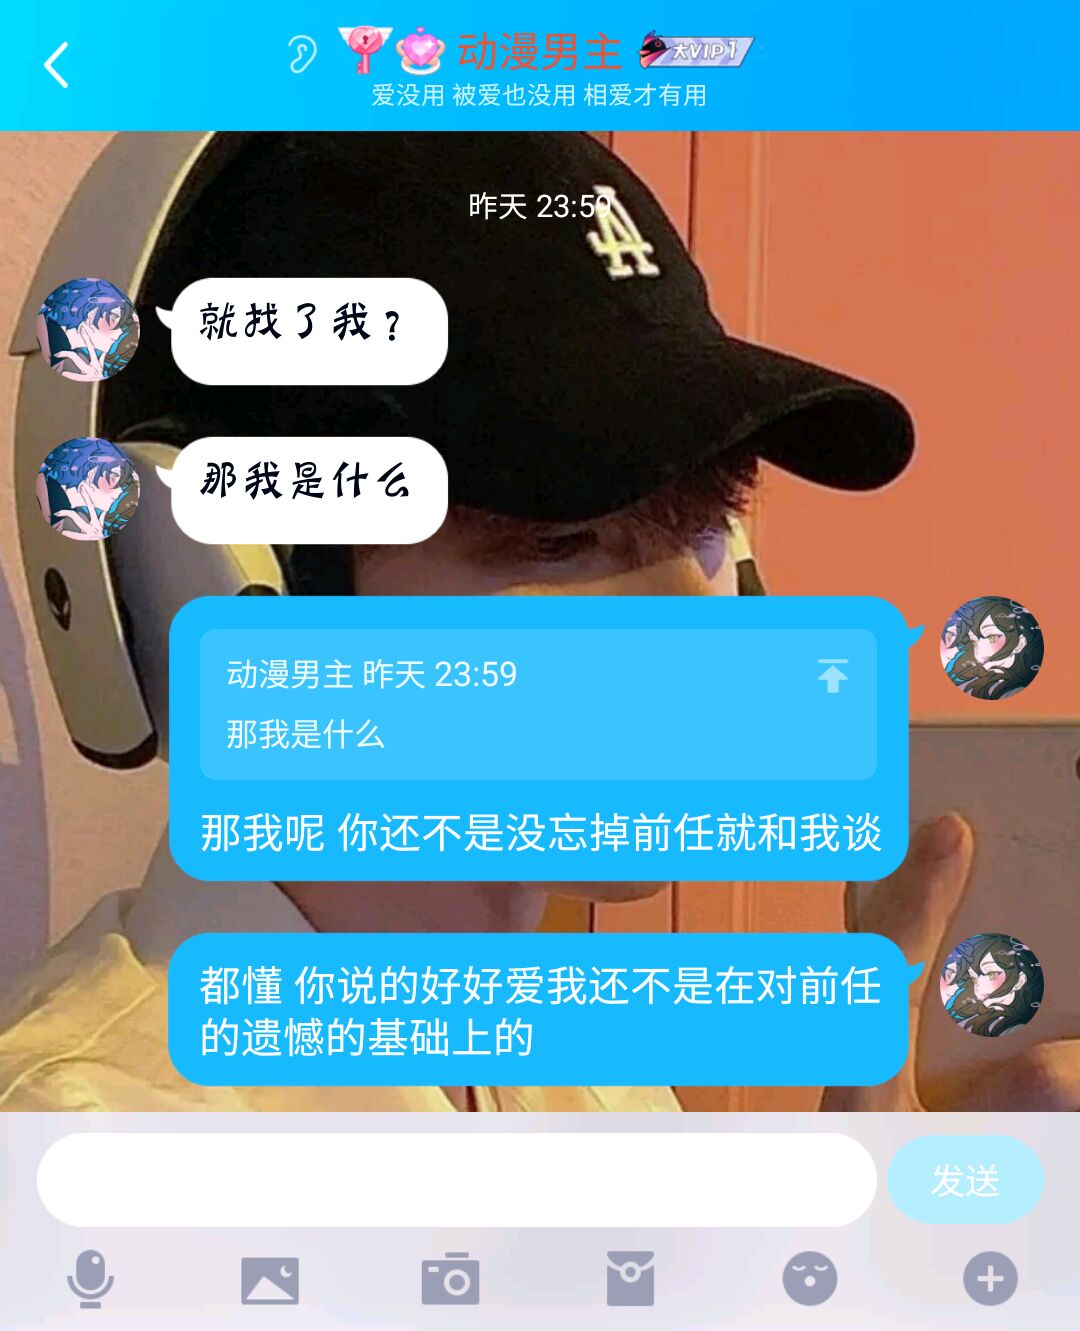 动漫男主 大VIP1
爱没用 被爱也没用 相爱才有用
昨天 23:59
LA
就找了我？
那我是什么
动漫男主 昨天 23:59
那我是什么
那我呢 你还不是没忘掉前任就和我谈
都懂 你说的好好爱我还不是在对前任
的遗憾的基础上的
发送